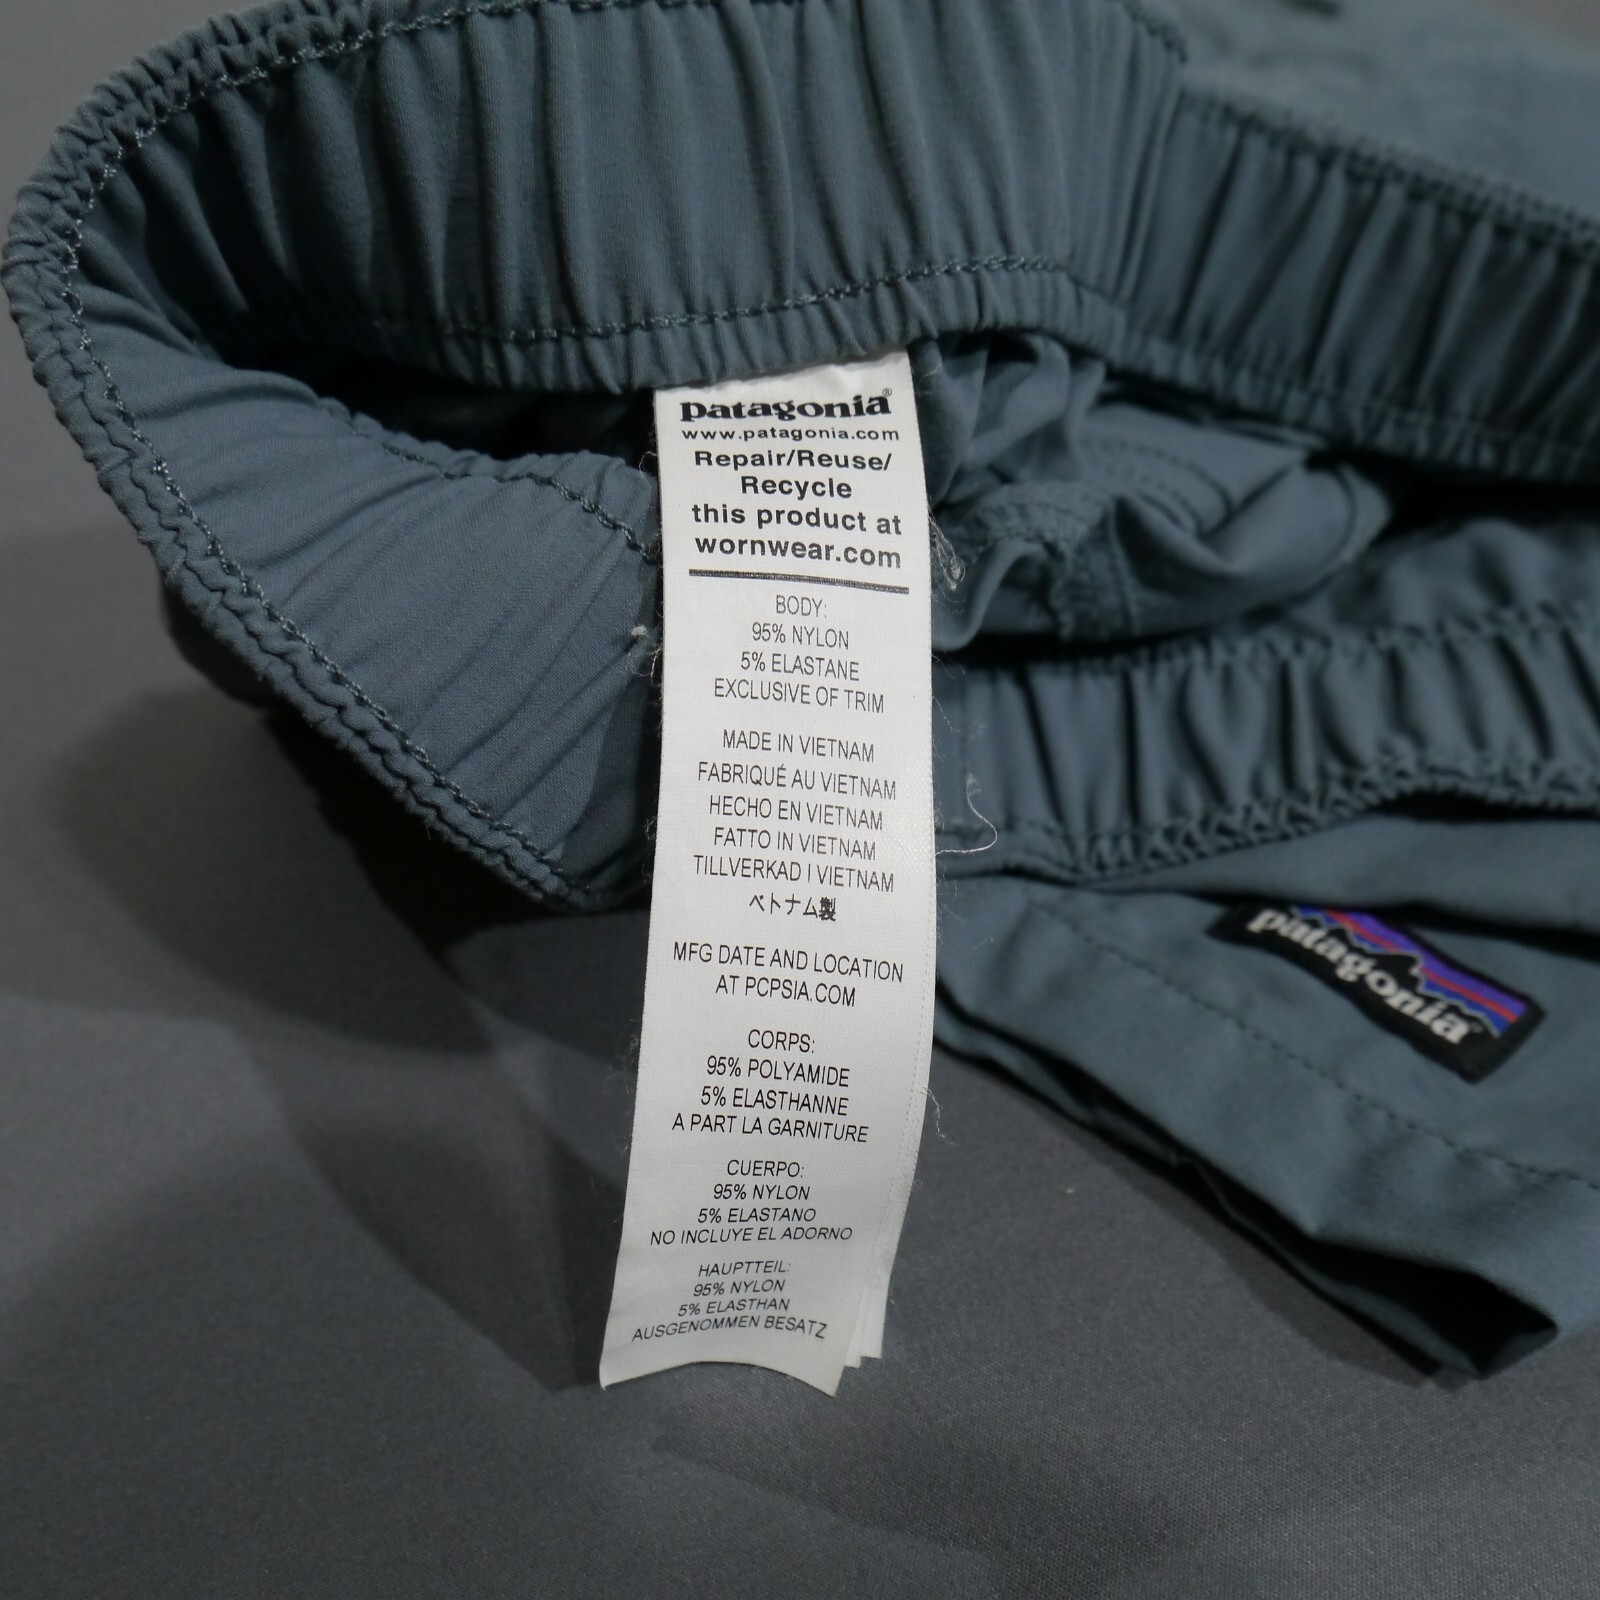 patagonia®
www.patagonia.com
Repair/Reuse/
Recycle
this product at
wornwear.com
BODY:
95% NYLON
5% ELASTANE
EXCLUSIVE OF TRIM
MADE IN VIETNAM
FABRIQUÉ AU VIETNAM
HECHO EN VIETNAM
FATTO IN VIETNAM
TILLVERKAD I VIETNAM
ベトナム製
MFG DATE AND LOCATION
AT PCPSIA.COM
CORPS:
95% POLYAMIDE
5% ELASTHANNE
A PART LA GARNITURE
CUERPO:
95% NYLON
5% ELASTANO
NO INCLUYE EL ADORNO
HAUPTTEIL:
95% NYLON
5% ELASTHAN
AUSGENOMMEN BESATZ
patagonia